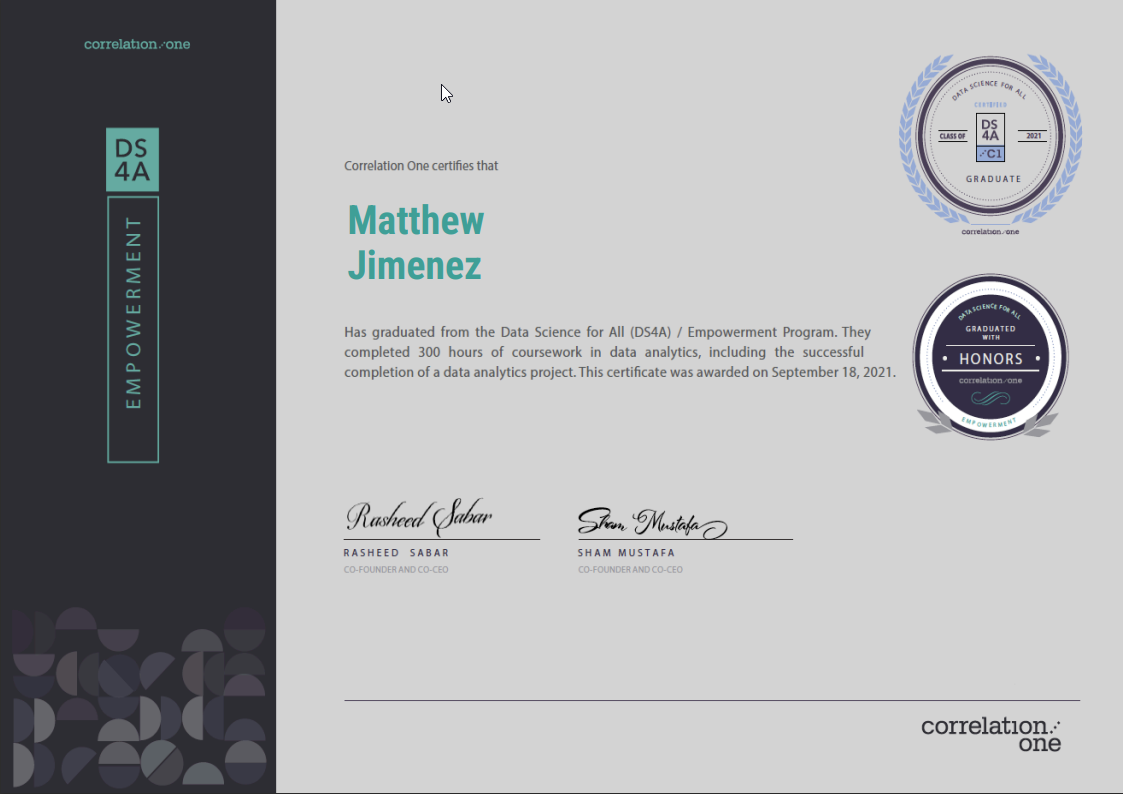 correlation one
DS
4A
EMPOWERMENT
Correlation One certifies that
Matthew
Jimenez
Has graduated from the Data Science for All (DS4A) / Empowerment Program. They
completed 300 hours of coursework in data analytics, including the successful
completion of a data analytics project. This certificate was awarded on September 18, 2021.
Rasheed Sabar
RASHEED SABAR
CO-FOUNDER AND CO-CEO
Sham Mustafa
SHAM MUSTAFA
CO-FOUNDER AND CO-CEO
DATA SCIENCE FOR ALL
CERTIFIED
CLASS OF
DS
4A
C1
2021
GRADUATE
correlation one
DATA SCIENCE FOR ALL
GRADUATED
WITH
HONORS
correlation one
EMPOWERMENT
correlation
one